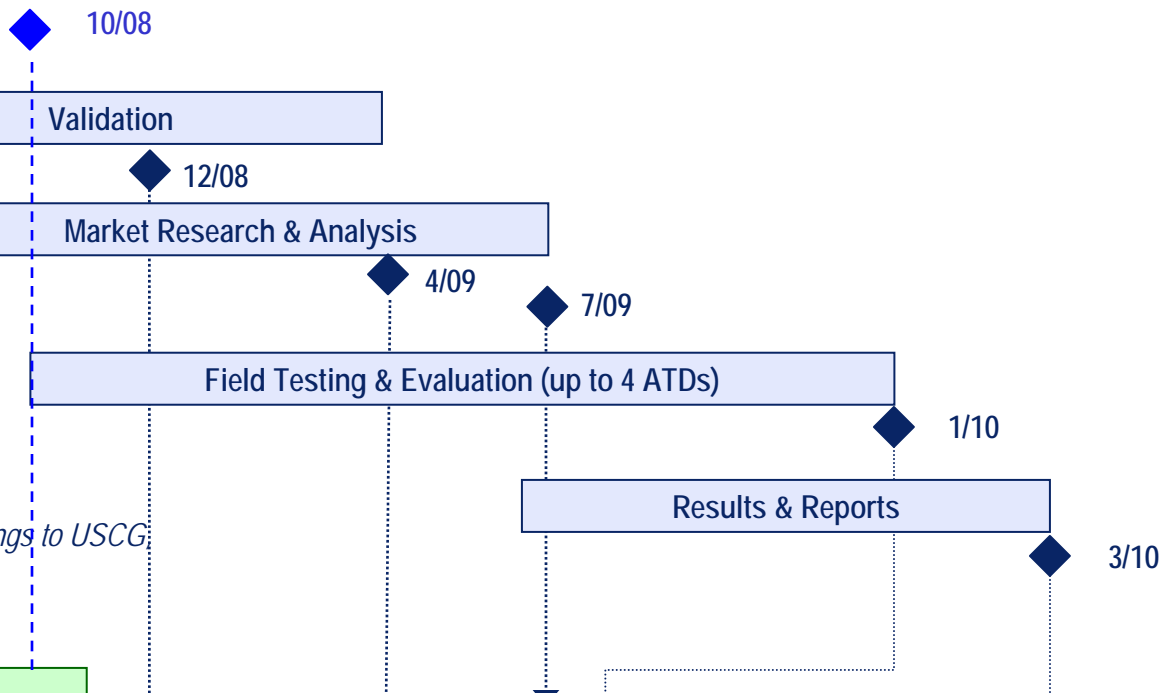 10/08
Validation
12/08
Market Research & Analysis
4/09
7/09
Field Testing & Evaluation (up to 4 ATDs)
1/10
Results & Reports
ngs to USCG,
3/10